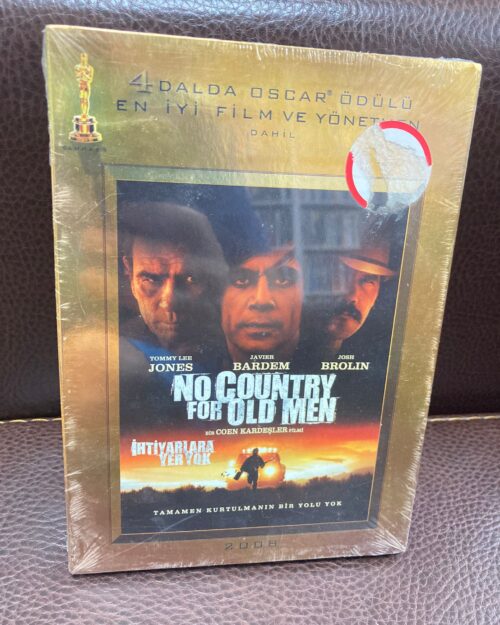 4 DALDA OSCAR® ÖDÜLÜ
EN İYİ FİLM VE YÖNETMEN
DAHİL
TOMMY LEE JONES
JAVIER BARDEM
JOSH BROLIN
NO COUNTRY
FOR OLD MEN
BİR COEN KARDEŞLER FİLMİ
İHTİYARLARA
YER YOK
TAMAMEN KURTULMANIN BİR YOLU YOK
2008